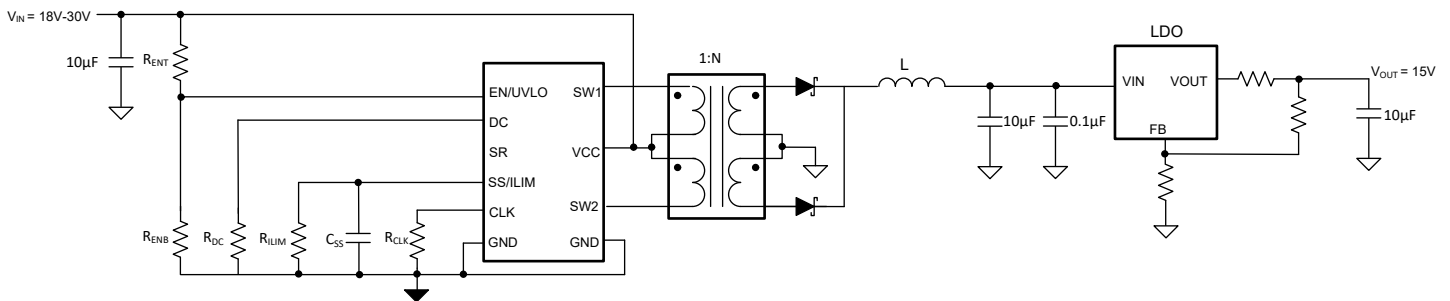 V_IN = 18V-30V
10µF
R_ENT
EN/UVLO
DC
SR
SS/ILIM
CLK
GND
SW1
VCC
SW2
GND
R_ENB
R_DC
R_ILIM
C_SS
R_CLK
1:N
L
10µF
0.1µF
LDO
VIN
VOUT
FB
V_OUT = 15V
10µF